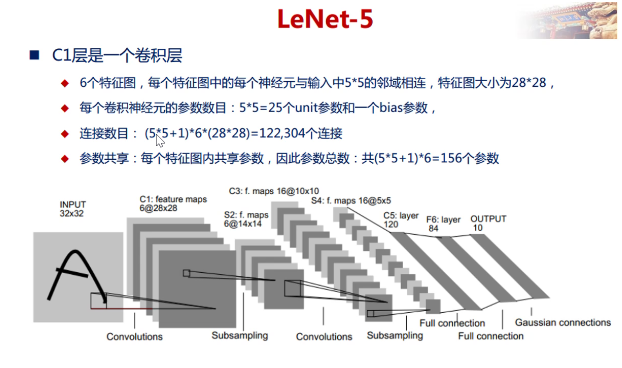 LeNet-5
C1层是一个卷积层
6个特征图，每个特征图中的每个神经元与输入中5*5的邻域相连，特征图大小为28*28，
每个卷积神经元的参数数目：5*5=25个unit参数和一个bias参数，
连接数目： (5*5+1)*6*(28*28)=122,304个连接
参数共享：每个特征图内共享参数，因此参数总数：共(5*5+1)*6=156个参数
INPUT
32x32
C1: feature maps
6@28x28
C3: f. maps 16@10x10
S2: f. maps
6@14x14
S4: f. maps 16@5x5
C5: layer
120
F6: layer
84
OUTPUT
10
Convolutions
Subsampling
Convolutions
Subsampling
Full connection
Full connection
Gaussian connections